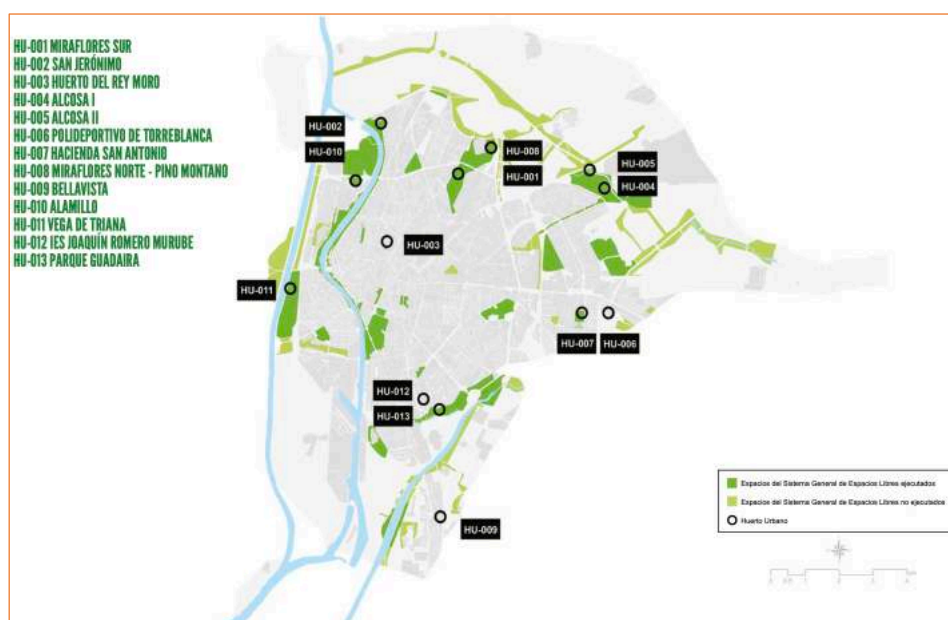 HU-001 MIRAFLORES SUR
HU-002 SAN JERÓNIMO
HU-003 HUERTO DEL REY MORO
HU-004 ALCOSA I
HU-005 ALCOSA II
HU-006 POLIDEPORTIVO DE TORREBLANCA
HU-007 HACIENDA SAN ANTONIO
HU-008 MIRAFLORES NORTE - PINO MONTANO
HU-009 BELLAVISTA
HU-010 ALAMILLO
HU-011 VEGA DE TRIANA
HU-012 IES JOAQUÍN ROMERO MURUBE
HU-013 PARQUE GUADAIRA
HU-002
HU-010
HU-008
HU-001
HU-005
HU-004
HU-003
HU-011
HU-007
HU-006
HU-012
HU-013
HU-009
Espacios del Sistema General de Espacios Libres ejecutados
Espacios del Sistema General de Espacios Libres no ejecutados
Huerto Urbano